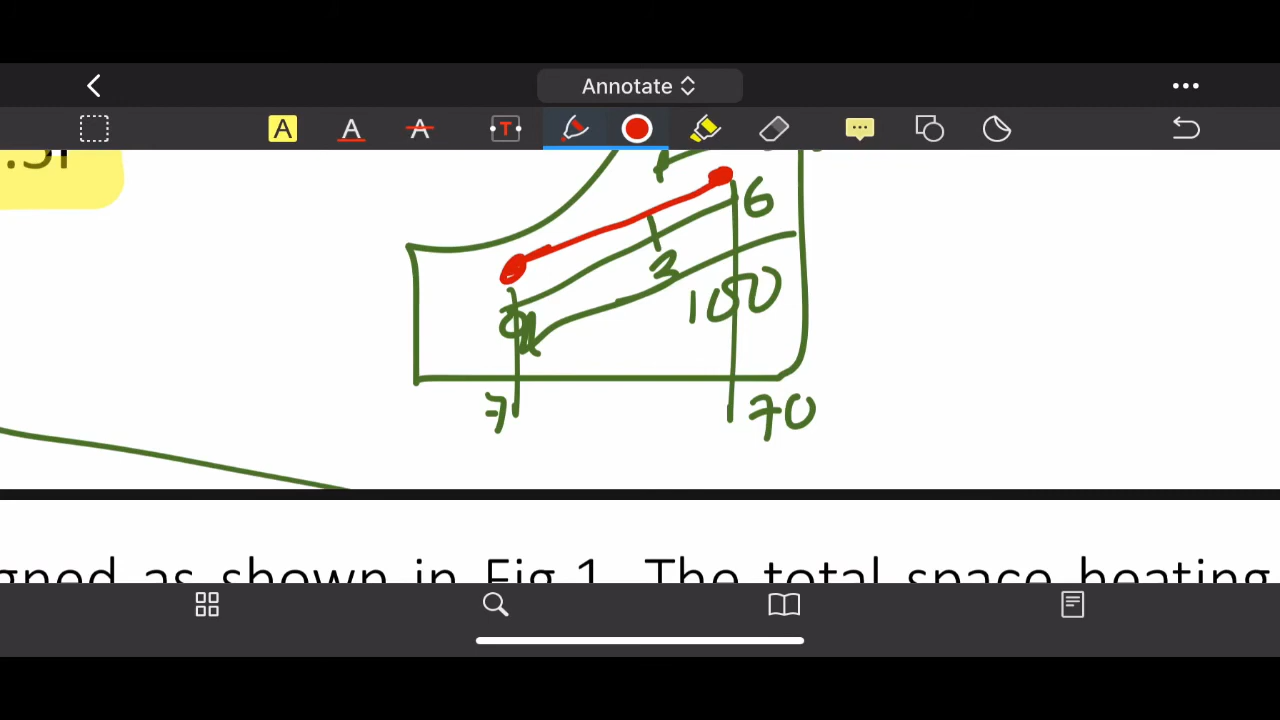 Annotate
A A A T
6
3
100
7
70
gned as shown in Fig.1. The total space heating